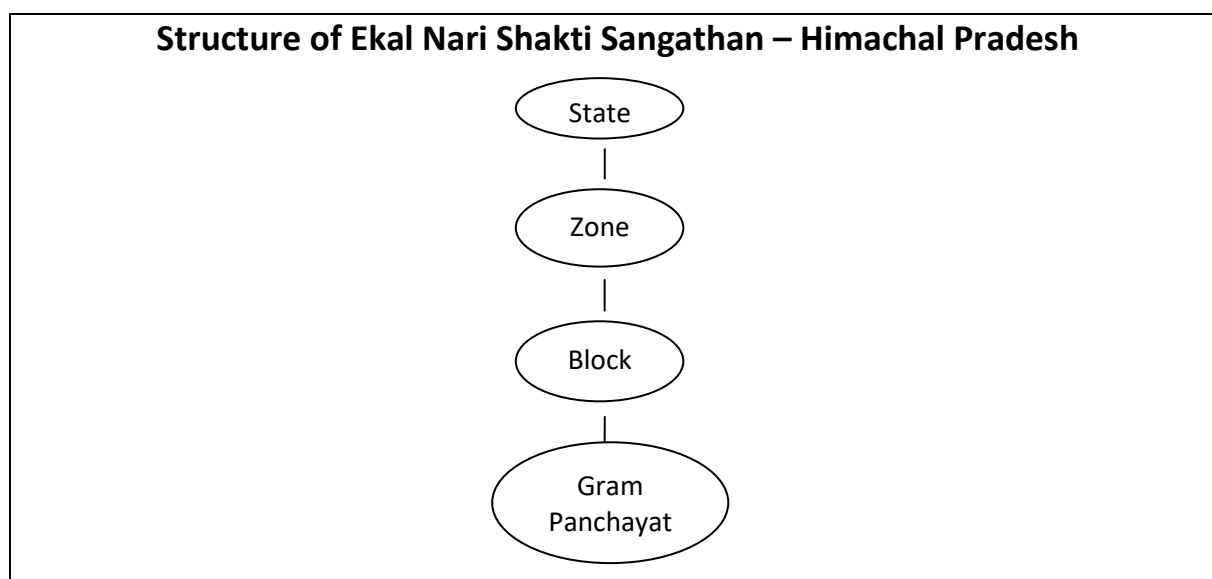 Structure of Ekal Nari Shakti Sangathan – Himachal Pradesh
State
Zone
Block
Gram
Panchayat